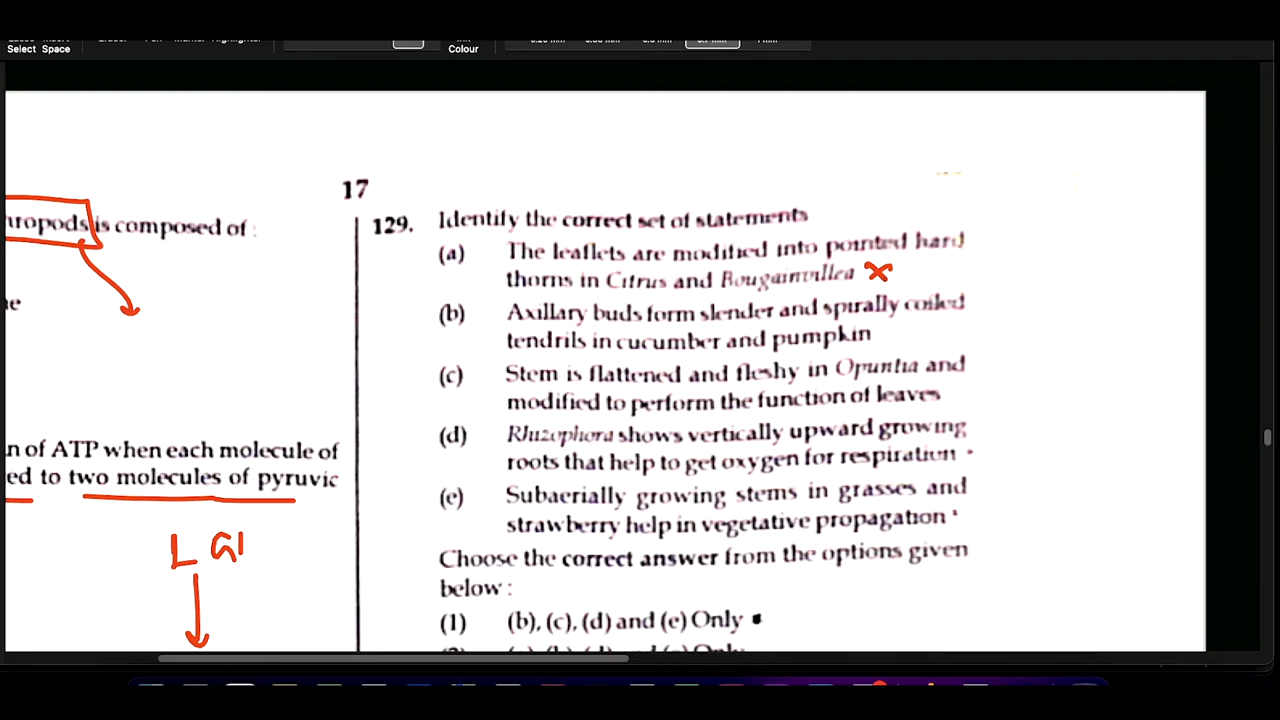 Select Space
Colour
17
hropods is composed of :
129. Identify the correct set of statements
(a) The leaflets are modified into pointed hard
thorns in Citrus and Bougainvillea
(b) Axillary buds form slender and spirally coiled
tendrils in cucumber and pumpkin
(c) Stem is flattened and fleshy in Opuntia and
modified to perform the function of leaves
n of ATP when each molecule of
(d) Rhizophora shows vertically upward growing
roots that help to get oxygen for respiration
ed to two molecules of pyruvic
(e) Subaerially growing stems in grasses and
strawberry help in vegetative propagation
L
Choose the correct answer from the options given
below :
(1) (b), (c), (d) and (e) Only